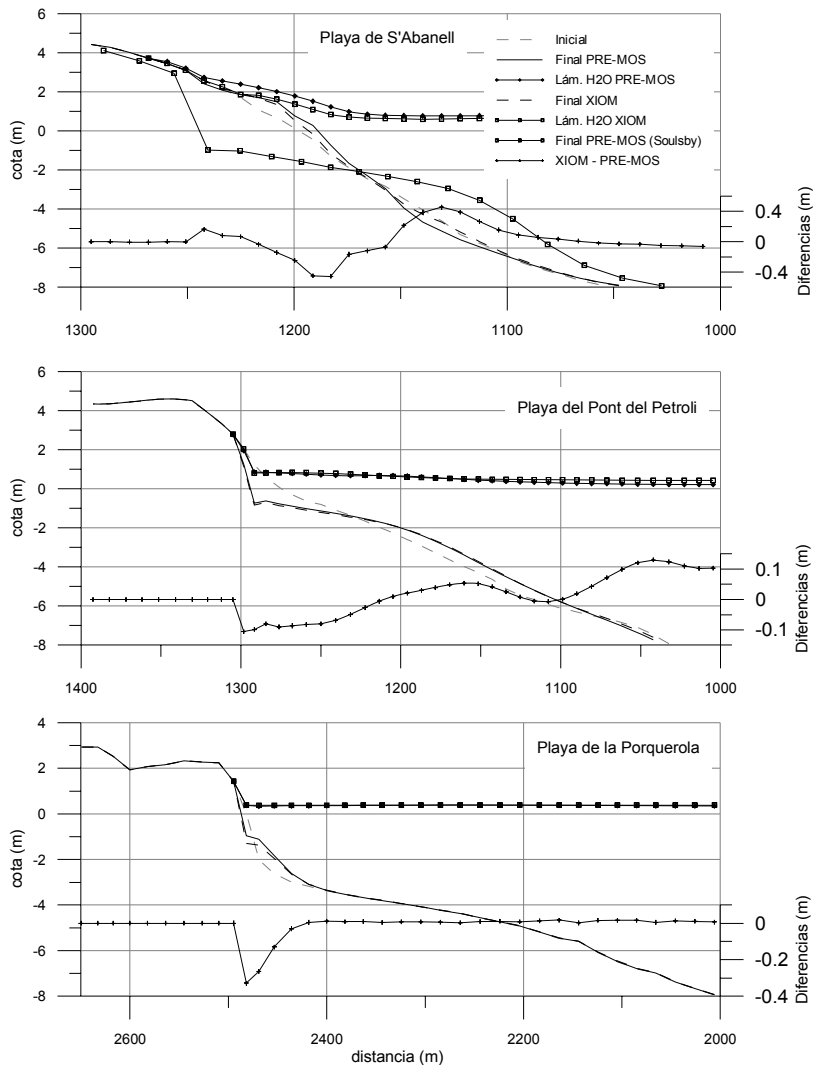 Playa de S'Abanell
Inicial
Final PRE-MOS
Lám. H2O PRE-MOS
Final XIOM
Lám. H2O XIOM
Final PRE-MOS (Soulsby)
XIOM - PRE-MOS
6
4
2
0
-2
-4
-6
-8
cota (m)
0.4
0
-0.4
Diferencias (m)
1300
1200
1100
1000
Playa del Pont del Petroli
6
4
2
0
-2
-4
-6
-8
cota (m)
0.1
0
-0.1
Diferencias (m)
1400
1300
1200
1100
1000
Playa de la Porquerola
4
2
0
-2
-4
-6
-8
cota (m)
0
-0.2
-0.4
Diferencias (m)
2600
2400
2200
2000
distancia (m)